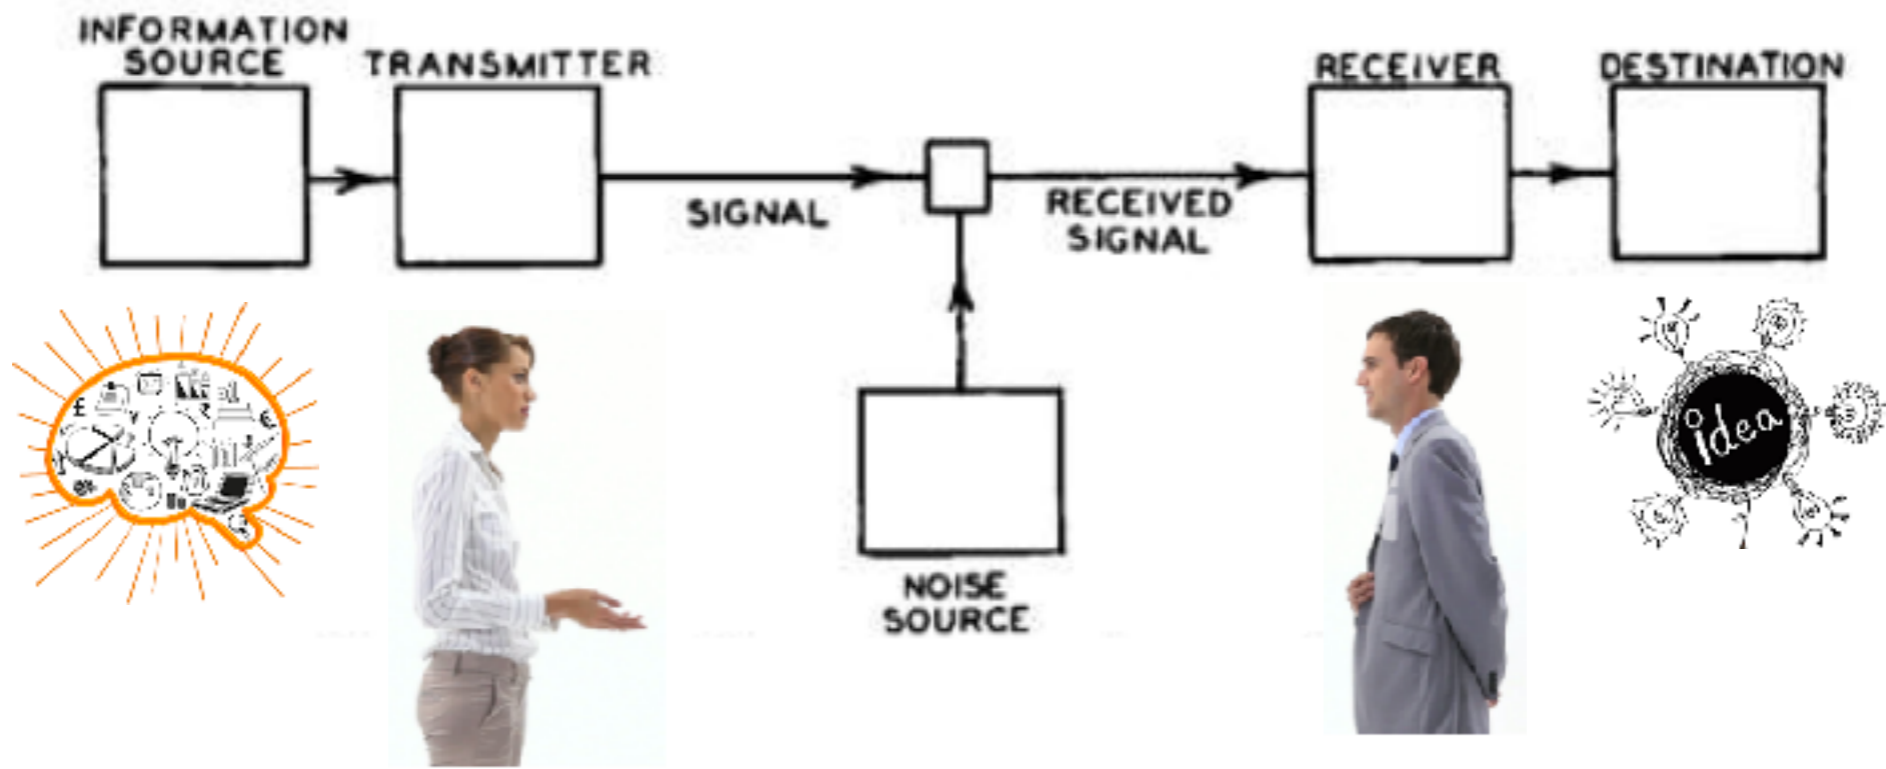 INFORMATION
SOURCE
TRANSMITTER
RECEIVER
DESTINATION
SIGNAL
RECEIVED
SIGNAL
NOISE
SOURCE
idea
£
€